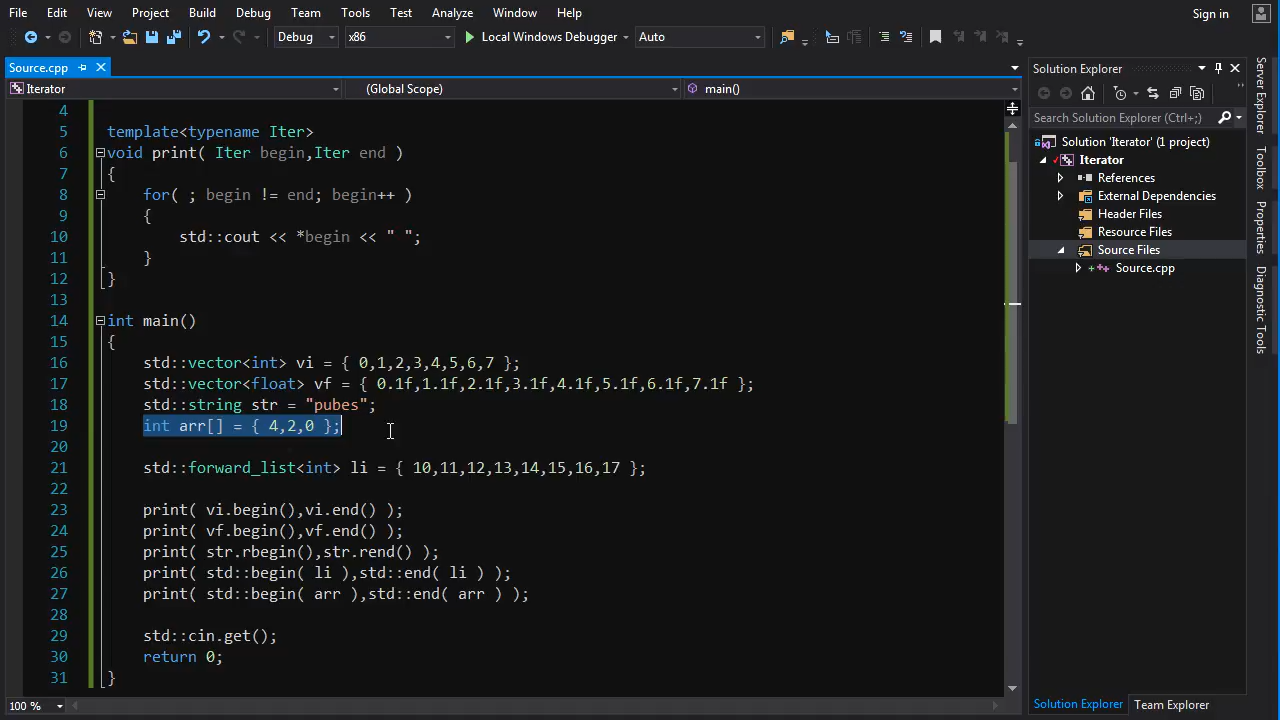 File Edit View Project Build Debug Team Tools Test Analyze Window Help Sign in
Debug x86 Local Windows Debugger Auto
Source.cpp
Iterator (Global Scope) main()
4
5 template<typename Iter>
6 void print( Iter begin,Iter end )
7 {
8 for( ; begin != end; begin++ )
9 {
10 std::cout << *begin << " ";
11 }
12 }
13
14 int main()
15 {
16 std::vector<int> vi = { 0,1,2,3,4,5,6,7 };
17 std::vector<float> vf = { 0.1f,1.1f,2.1f,3.1f,4.1f,5.1f,6.1f,7.1f };
18 std::string str = "pubes";
19 int arr[] = { 4,2,0 };
20
21 std::forward_list<int> li = { 10,11,12,13,14,15,16,17 };
22
23 print( vi.begin(),vi.end() );
24 print( vf.begin(),vf.end() );
25 print( str.rbegin(),str.rend() );
26 print( std::begin( li ),std::end( li ) );
27 print( std::begin( arr ),std::end( arr ) );
28
29 std::cin.get();
30 return 0;
31 }
100 %
Solution Explorer
Search Solution Explorer (Ctrl+;)
Solution 'Iterator' (1 project)
Iterator
References
External Dependencies
Header Files
Resource Files
Source Files
Source.cpp
Solution Explorer Team Explorer
Server Explorer
Toolbox
Properties
Diagnostic Tools